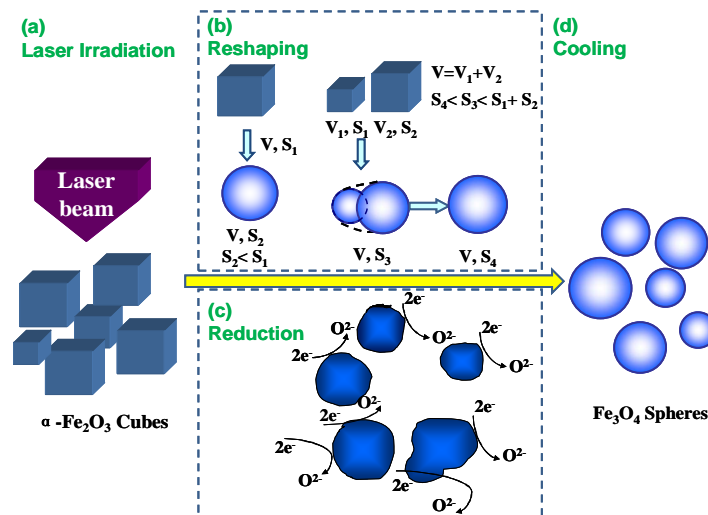 (a)
Laser Irradiation
Laser
beam
α-Fe₂O₃ Cubes
(b)
Reshaping
V=V₁+V₂
S₄< S₃< S₁+ S₂
V₁, S₁ V₂, S₂
V, S₁
V, S₂
S₂< S₁
V, S₃
V, S₄
(c)
Reduction
2e⁻
O²⁻
2e⁻
O²⁻
2e⁻
O²⁻
2e⁻
O²⁻
2e⁻
O²⁻
2e⁻
O²⁻
2e⁻
O²⁻
(d)
Cooling
Fe₃O₄ Spheres